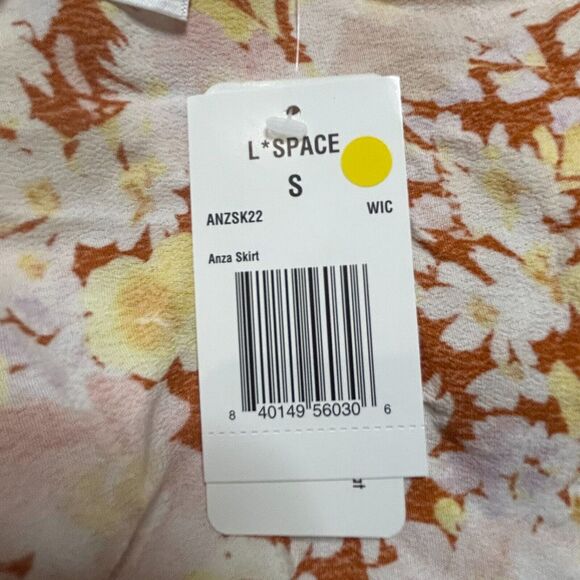 L*SPACE
S
ANZSK22 WIC
Anza Skirt
8 40149 56030 6